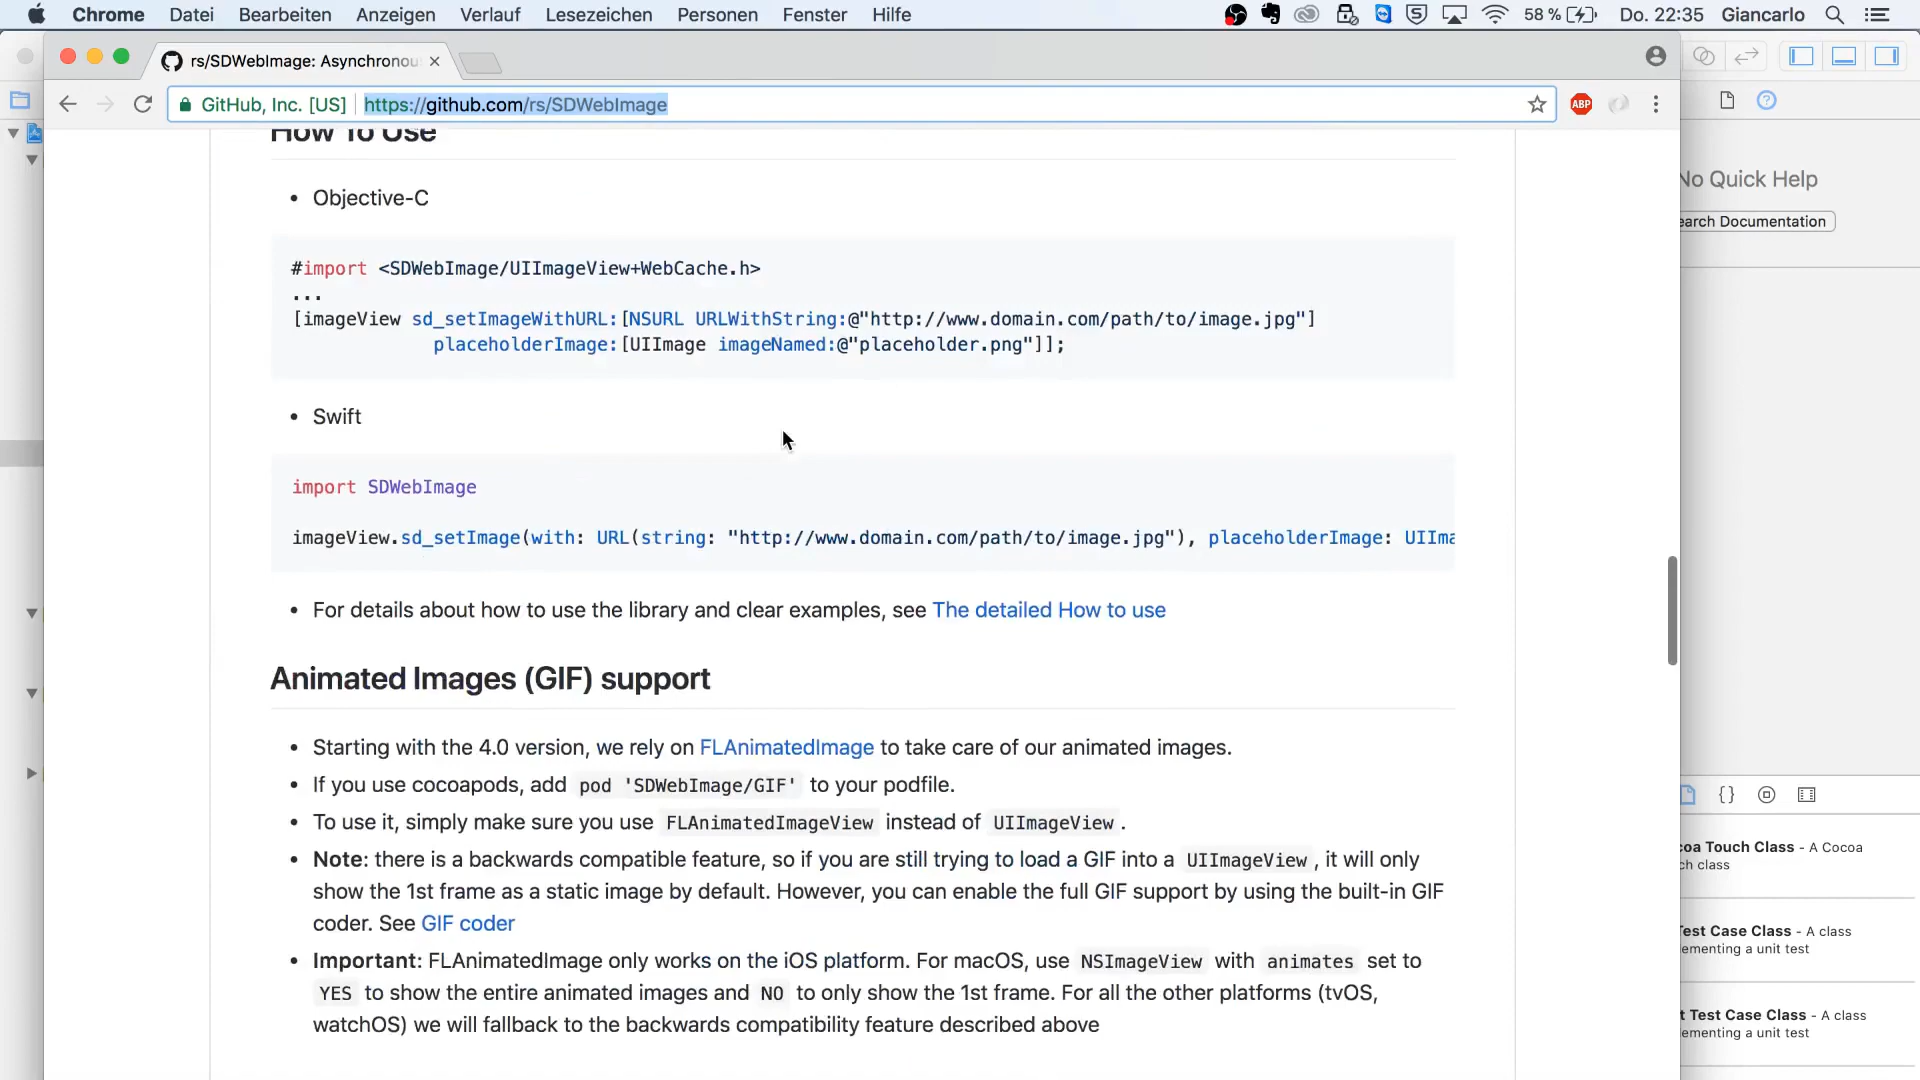 Chrome Datei Bearbeiten Anzeigen Verlauf Lesezeichen Personen Fenster Hilfe 58 % Do. 22:35 Giancarlo
rs/SDWebImage: Asynchronou
GitHub, Inc. [US] https://github.com/rs/SDWebImage ABP
How To Use
No Quick Help
• Objective-C
earch Documentation
#import <SDWebImage/UIImageView+WebCache.h>
...
[imageView sd_setImageWithURL:[NSURL URLWithString:@"http://www.domain.com/path/to/image.jpg"]
placeholderImage:[UIImage imageNamed:@"placeholder.png"]];
• Swift
import SDWebImage
imageView.sd_setImage(with: URL(string: "http://www.domain.com/path/to/image.jpg"), placeholderImage: UIIma
• For details about how to use the library and clear examples, see The detailed How to use
Animated Images (GIF) support
• Starting with the 4.0 version, we rely on FLAnimatedImage to take care of our animated images.
• If you use cocoapods, add pod 'SDWebImage/GIF' to your podfile.
• To use it, simply make sure you use FLAnimatedImageView instead of UIImageView .
• Note: there is a backwards compatible feature, so if you are still trying to load a GIF into a UIImageView , it will only
show the 1st frame as a static image by default. However, you can enable the full GIF support by using the built-in GIF
coder. See GIF coder
• Important: FLAnimatedImage only works on the iOS platform. For macOS, use NSImageView with animates set to
YES to show the entire animated images and NO to only show the 1st frame. For all the other platforms (tvOS,
watchOS) we will fallback to the backwards compatibility feature described above
{}
coa Touch Class - A Cocoa
ch class
Test Case Class - A class
ementing a unit test
t Test Case Class - A class
ementing a unit test